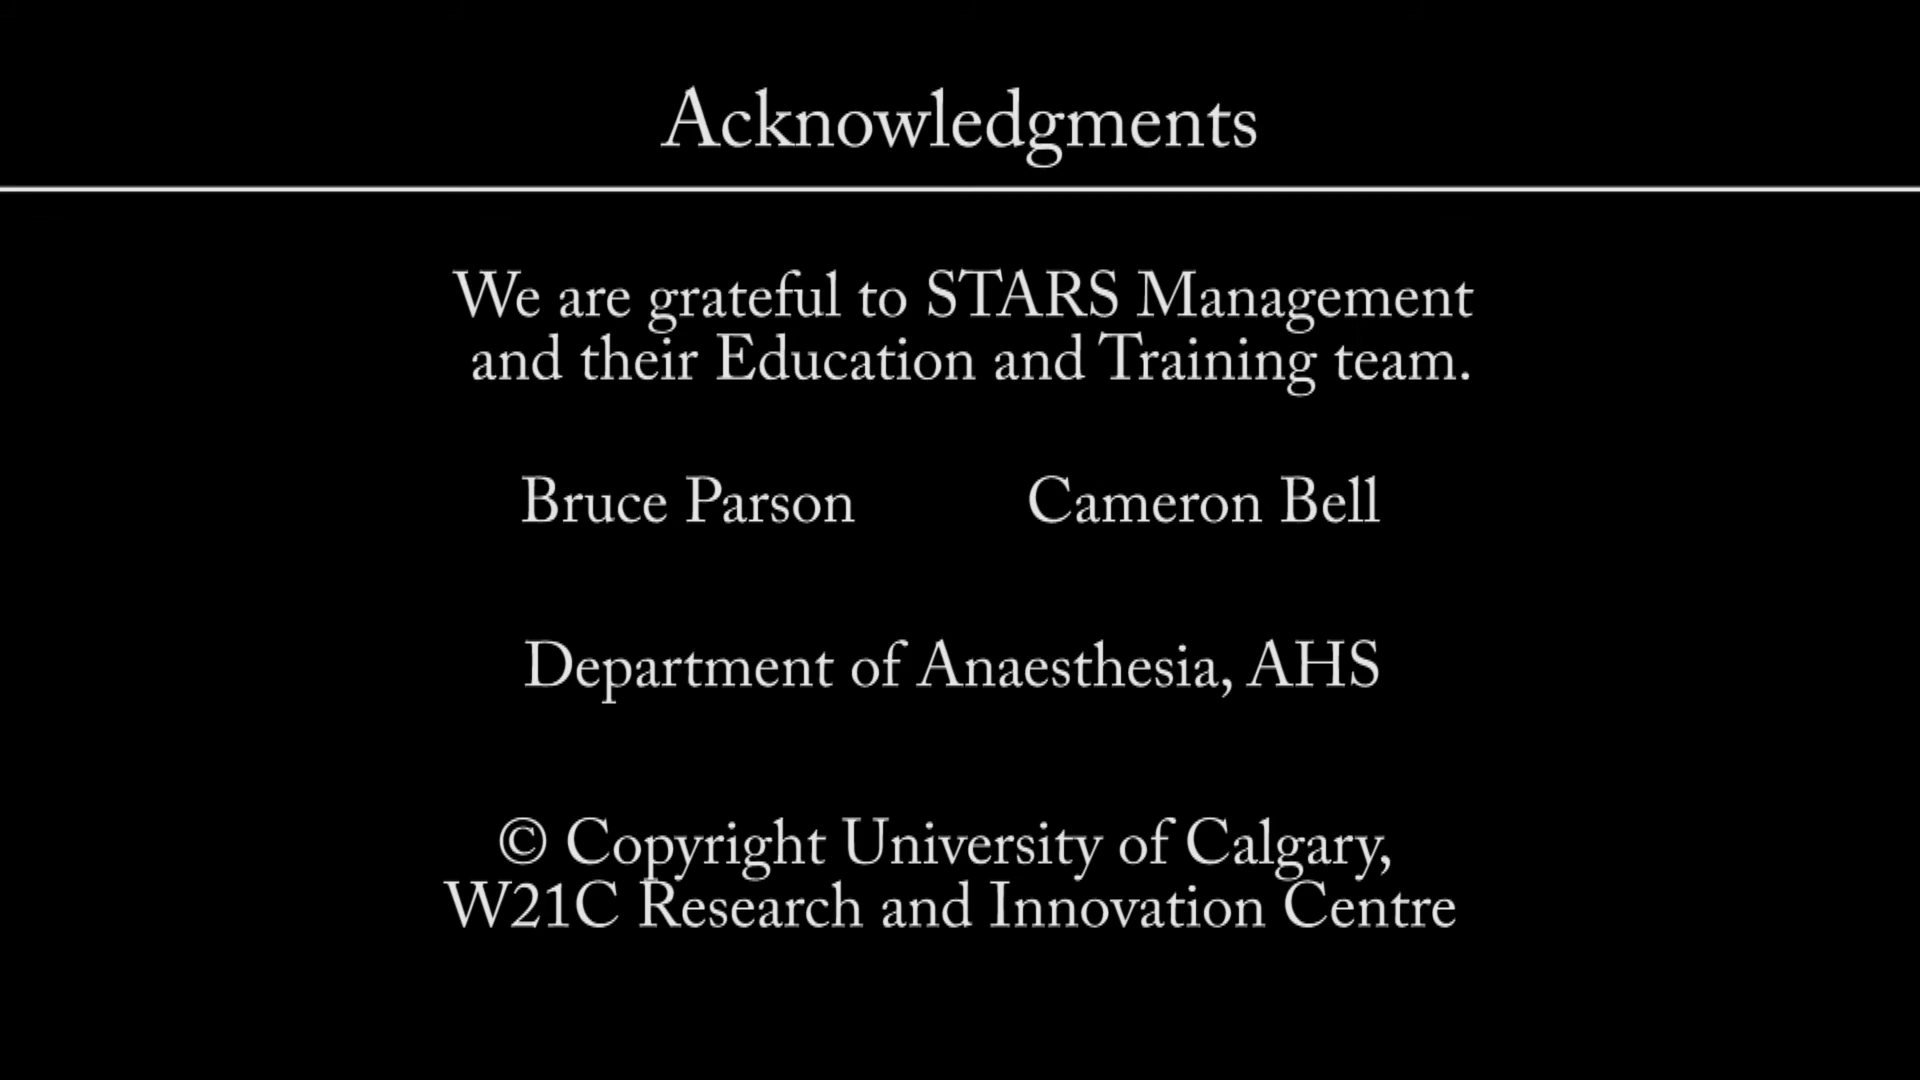 Acknowledgments
We are grateful to STARS Management
and their Education and Training team.
Bruce Parson Cameron Bell
Department of Anaesthesia, AHS
© Copyright University of Calgary,
W21C Research and Innovation Centre